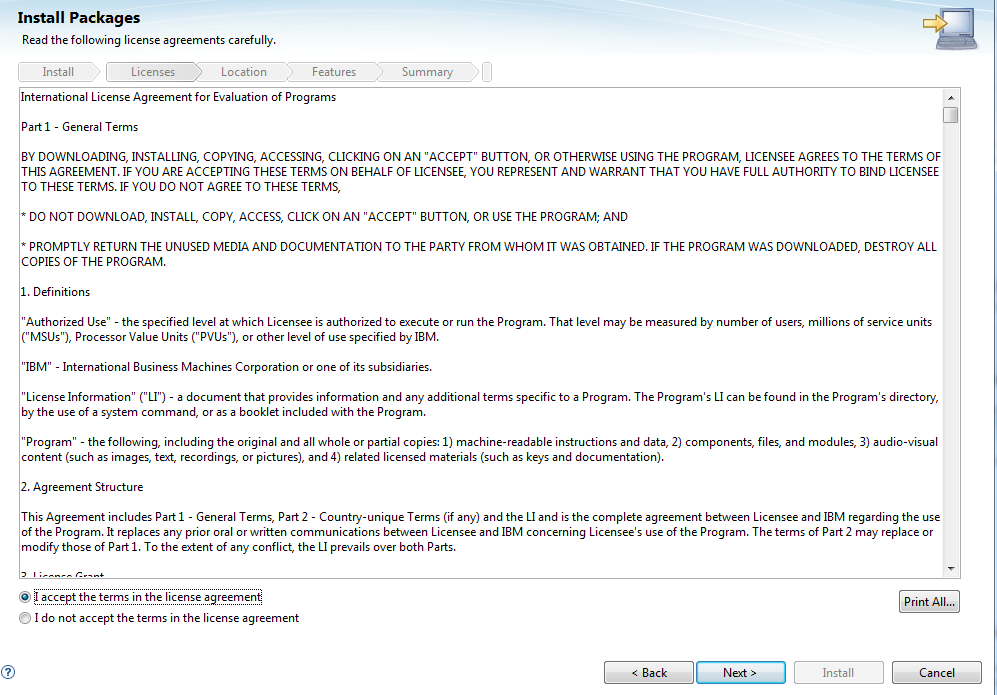 Install Packages
Read the following license agreements carefully.
Install
Licenses
Location
Features
Summary
International License Agreement for Evaluation of Programs
Part 1 - General Terms
BY DOWNLOADING, INSTALLING, COPYING, ACCESSING, CLICKING ON AN "ACCEPT" BUTTON, OR OTHERWISE USING THE PROGRAM, LICENSEE AGREES TO THE TERMS OF
THIS AGREEMENT. IF YOU ARE ACCEPTING THESE TERMS ON BEHALF OF LICENSEE, YOU REPRESENT AND WARRANT THAT YOU HAVE FULL AUTHORITY TO BIND LICENSEE
TO THESE TERMS. IF YOU DO NOT AGREE TO THESE TERMS,
* DO NOT DOWNLOAD, INSTALL, COPY, ACCESS, CLICK ON AN "ACCEPT" BUTTON, OR USE THE PROGRAM; AND
* PROMPTLY RETURN THE UNUSED MEDIA AND DOCUMENTATION TO THE PARTY FROM WHOM IT WAS OBTAINED. IF THE PROGRAM WAS DOWNLOADED, DESTROY ALL
COPIES OF THE PROGRAM.
1. Definitions
"Authorized Use" - the specified level at which Licensee is authorized to execute or run the Program. That level may be measured by number of users, millions of service units
("MSUs"), Processor Value Units ("PVUs"), or other level of use specified by IBM.
"IBM" - International Business Machines Corporation or one of its subsidiaries.
"License Information" ("LI") - a document that provides information and any additional terms specific to a Program. The Program's LI can be found in the Program's directory,
by the use of a system command, or as a booklet included with the Program.
"Program" - the following, including the original and all whole or partial copies: 1) machine-readable instructions and data, 2) components, files, and modules, 3) audio-visual
content (such as images, text, recordings, or pictures), and 4) related licensed materials (such as keys and documentation).
2. Agreement Structure
This Agreement includes Part 1 - General Terms, Part 2 - Country-unique Terms (if any) and the LI and is the complete agreement between Licensee and IBM regarding the use
of the Program. It replaces any prior oral or written communications between Licensee and IBM concerning Licensee's use of the Program. The terms of Part 2 may replace or
modify those of Part 1. To the extent of any conflict, the LI prevails over both Parts.
3. License Grant
I accept the terms in the license agreement
Print All...
I do not accept the terms in the license agreement
?
< Back
Next >
Install
Cancel